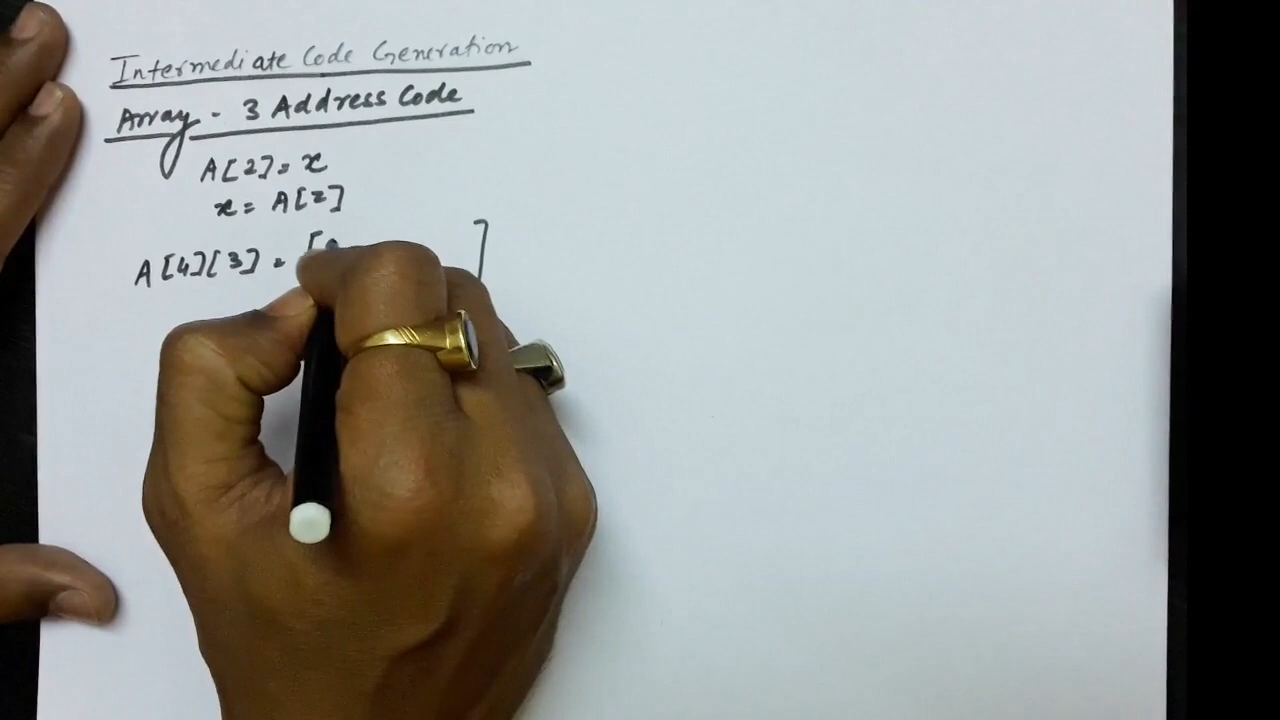 Intermediate Code Generation
Array - 3 Address Code
A[2] = x
x = A[2]
A[4][3] = [ ]